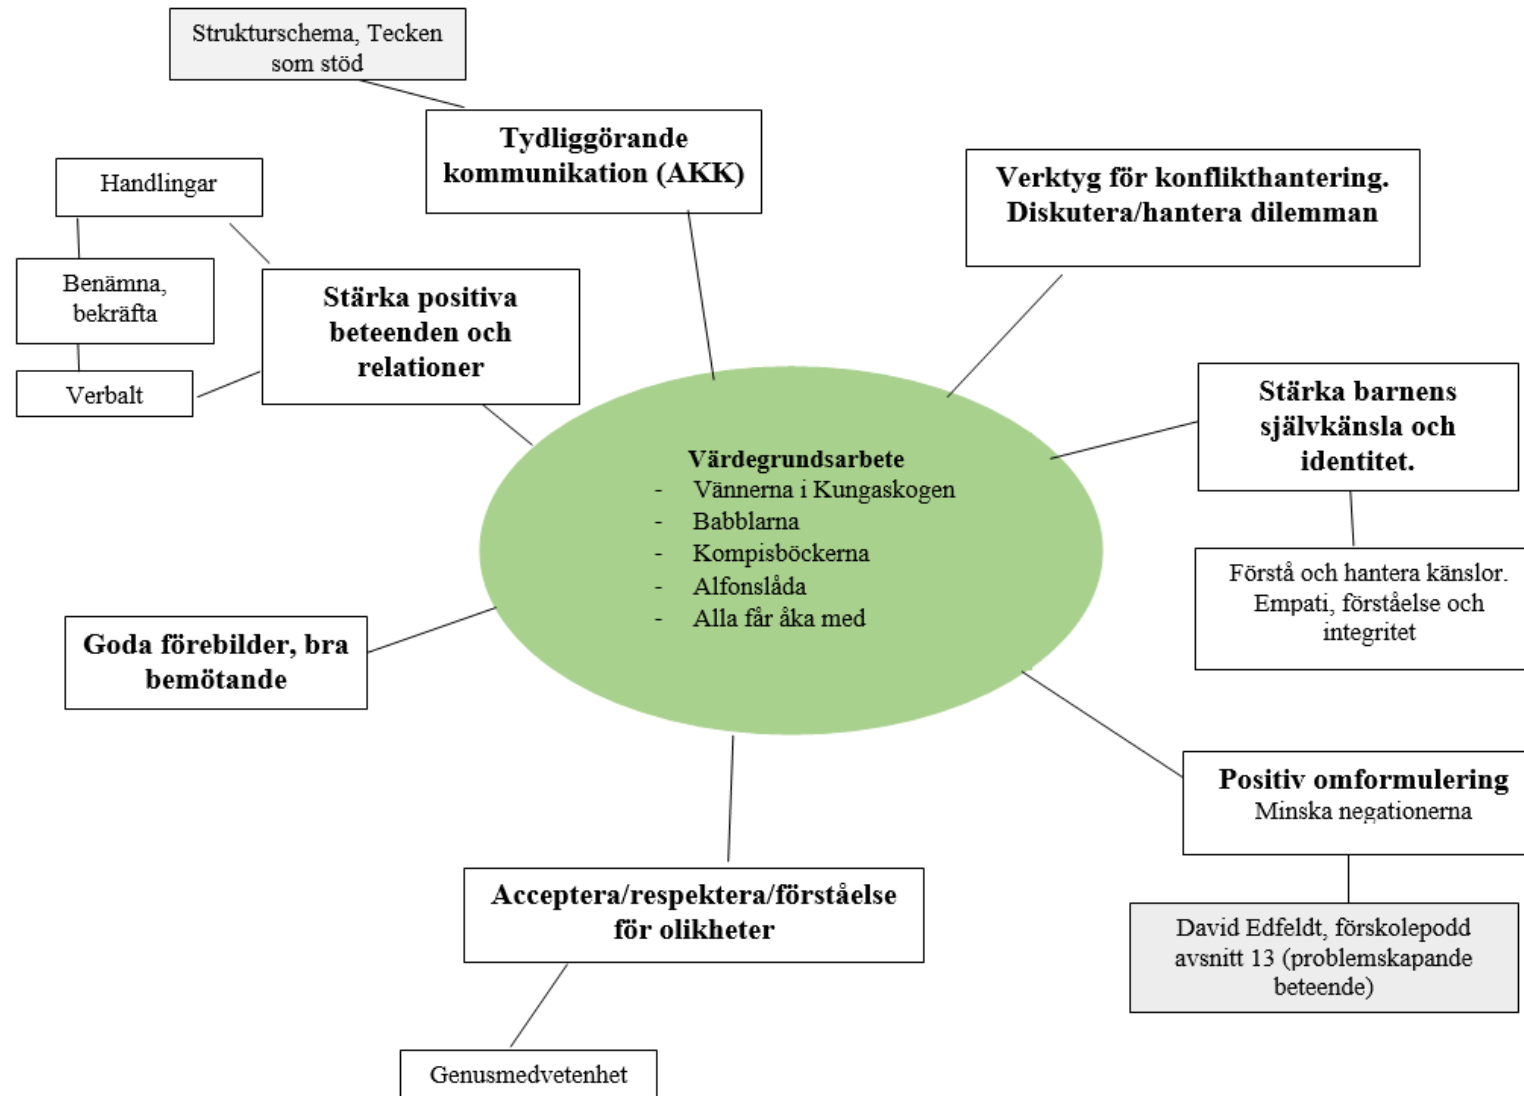 Strukturschema, Tecken
som stöd
Tydliggörande
kommunikation (AKK)
Verktyg för konflikthantering.
Diskutera/hantera dilemman
Handlingar
Benämna,
bekräfta
Verbalt
Stärka positiva
beteenden och
relationer
Stärka barnens
självkänsla och
identitet.
Förstå och hantera känslor.
Empati, förståelse och
integritet
Värdegrundsarbete
- Vännerna i Kungaskogen
- Babblarna
- Kompisböckerna
- Alfonslåda
- Alla får åka med
Goda förebilder, bra
bemötande
Positiv omformulering
Minska negationerna
David Edfeldt, förskolepodd
avsnitt 13 (problemskapande
beteende)
Acceptera/respektera/förståelse
för olikheter
Genusmedvetenhet